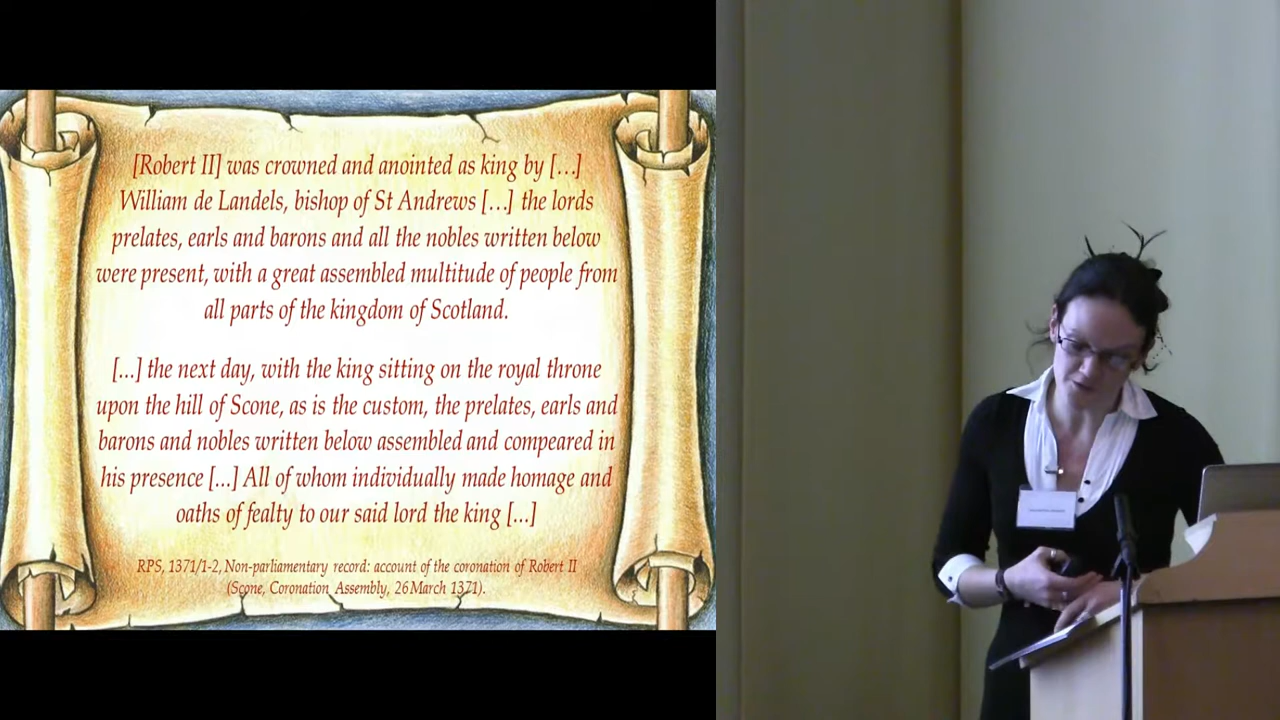 [Robert II] was crowned and anointed as king by […]
William de Landels, bishop of St Andrews […] the lords
prelates, earls and barons and all the nobles written below
were present, with a great assembled multitude of people from
all parts of the kingdom of Scotland.
[...] the next day, with the king sitting on the royal throne
upon the hill of Scone, as is the custom, the prelates, earls and
barons and nobles written below assembled and compeared in
his presence [...] All of whom individually made homage and
oaths of fealty to our said lord the king [...]
RPS, 1371/1-2, Non-parliamentary record: account of the coronation of Robert II
(Scone, Coronation Assembly, 26 March 1371).